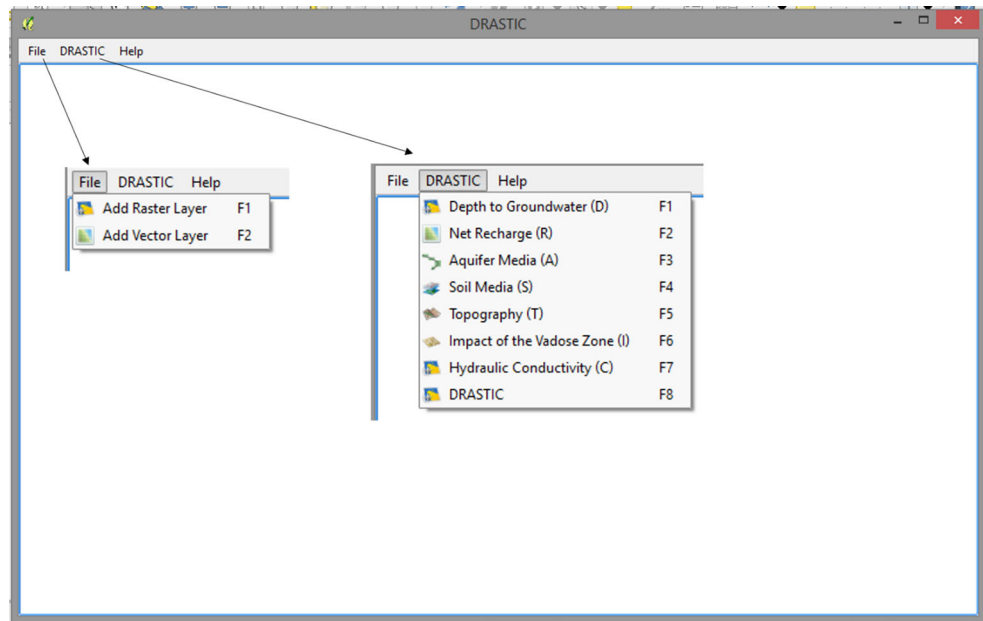 DRASTIC
File DRASTIC Help
File DRASTIC Help
Add Raster Layer F1
Add Vector Layer F2
File DRASTIC Help
Depth to Groundwater (D) F1
Net Recharge (R) F2
Aquifer Media (A) F3
Soil Media (S) F4
Topography (T) F5
Impact of the Vadose Zone (I) F6
Hydraulic Conductivity (C) F7
DRASTIC F8